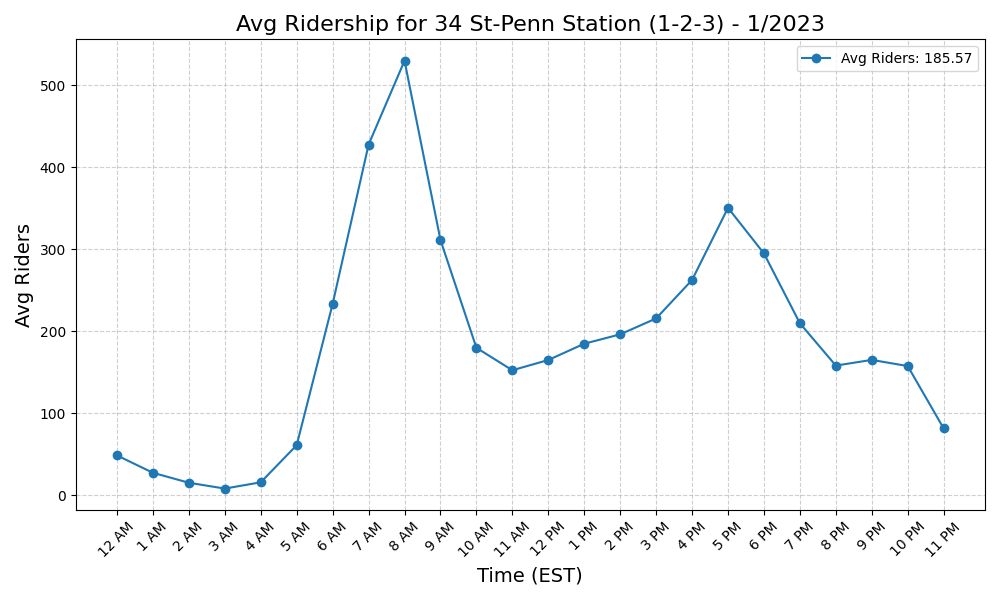 Avg Ridership for 34 St-Penn Station (1-2-3) - 1/2023
Avg Riders: 185.57
Avg Riders
500
400
300
200
100
0
12 AM
1 AM
2 AM
3 AM
4 AM
5 AM
6 AM
7 AM
8 AM
9 AM
10 AM
11 AM
12 PM
1 PM
2 PM
3 PM
4 PM
5 PM
6 PM
7 PM
8 PM
9 PM
10 PM
11 PM
Time (EST)